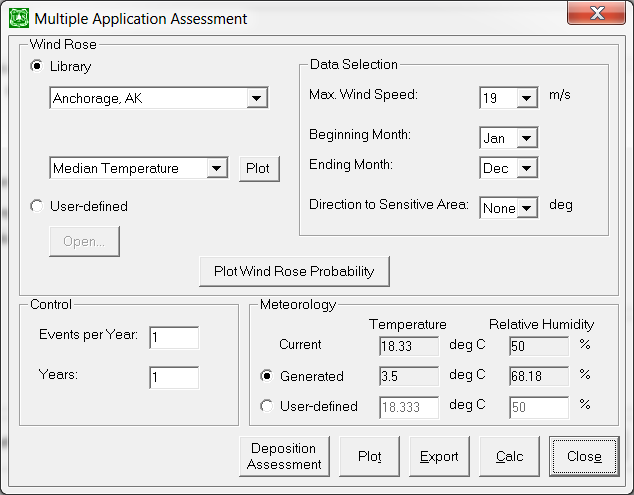 Multiple Application Assessment
Wind Rose
Library
Anchorage, AK
Median Temperature
Plot
User-defined
Open...
Data Selection
Max. Wind Speed: 19 m/s
Beginning Month: Jan
Ending Month: Dec
Direction to Sensitive Area: None deg
Plot Wind Rose Probability
Control
Events per Year: 1
Years: 1
Meteorology
Temperature Relative Humidity
Current 18.33 deg C 50 %
Generated 3.5 deg C 68.18 %
User-defined 18.333 deg C 50 %
Deposition
Assessment
Plot
Export
Calc
Close